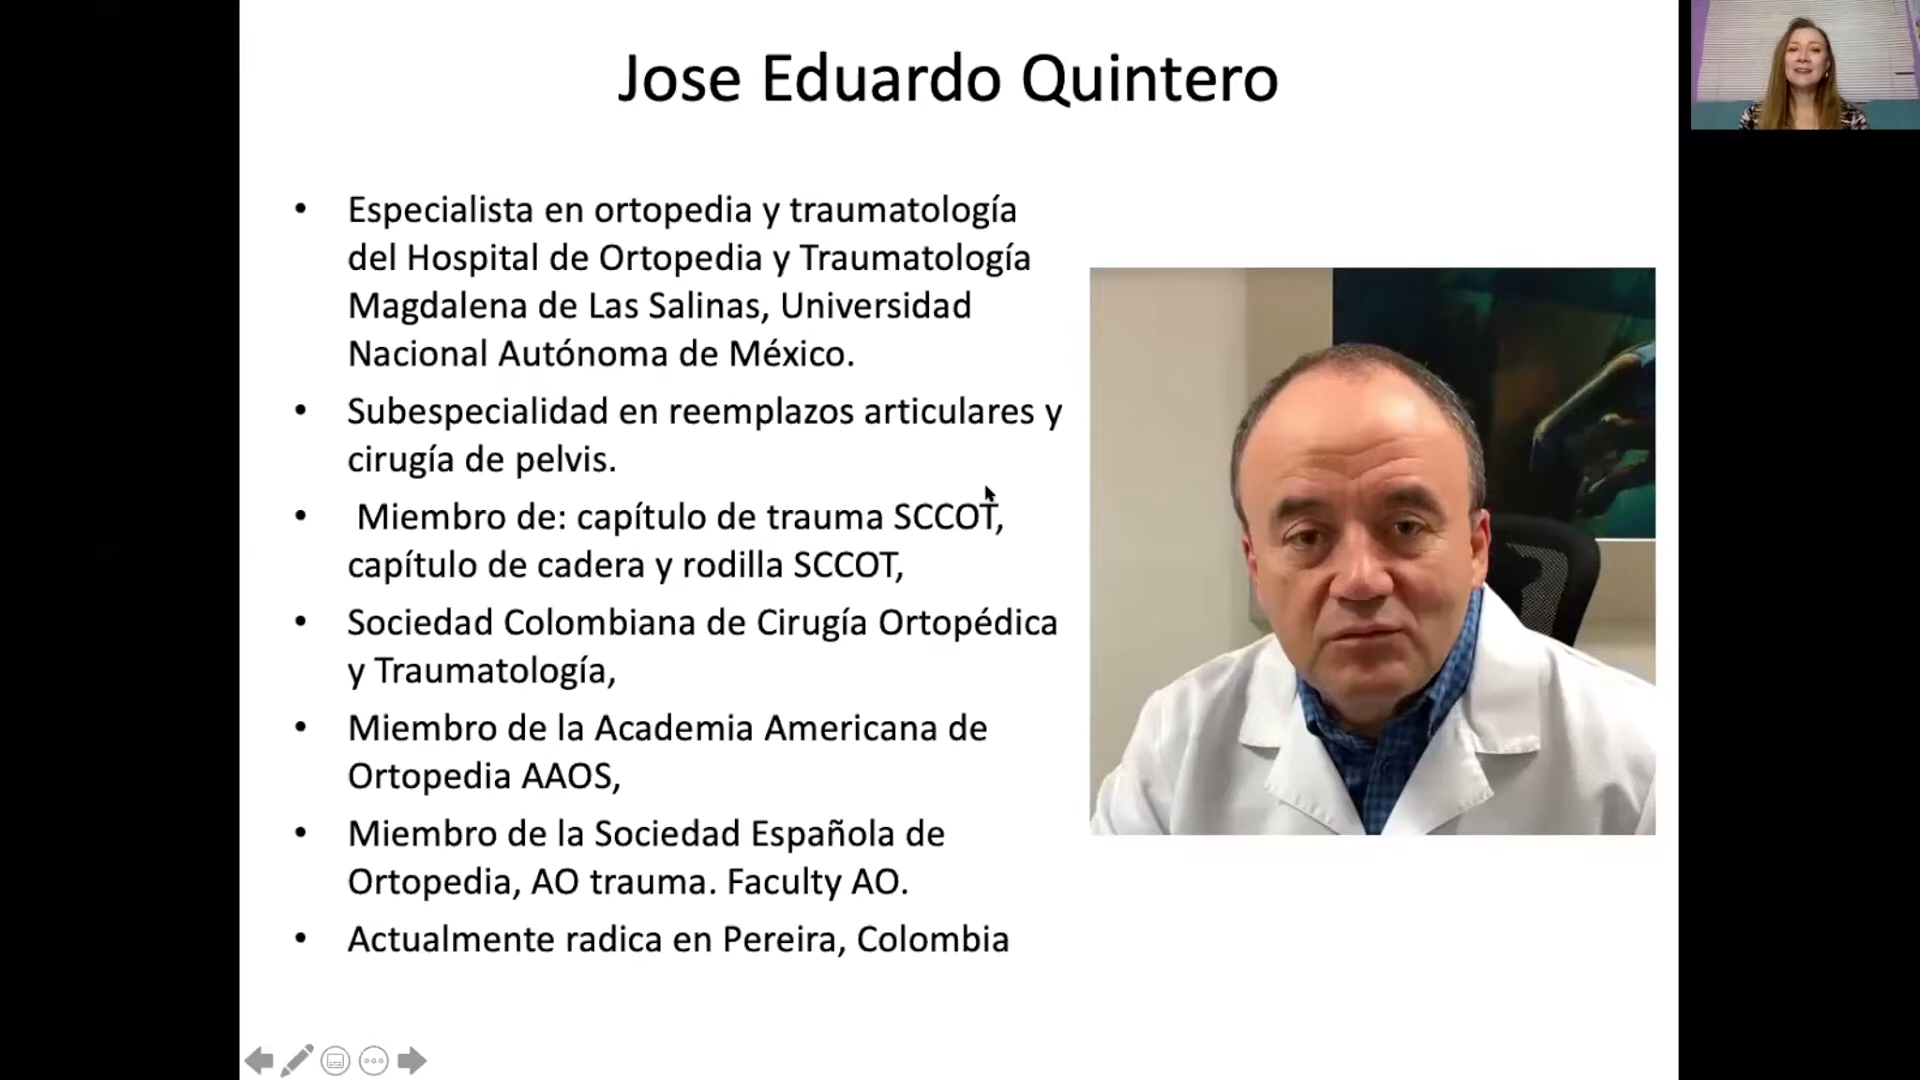 Jose Eduardo Quintero
• Especialista en ortopedia y traumatología
del Hospital de Ortopedia y Traumatología
Magdalena de Las Salinas, Universidad
Nacional Autónoma de México.
• Subespecialidad en reemplazos articulares y
cirugía de pelvis.
• Miembro de: capítulo de trauma SCCOT,
capítulo de cadera y rodilla SCCOT,
• Sociedad Colombiana de Cirugía Ortopédica
y Traumatología,
• Miembro de la Academia Americana de
Ortopedia AAOS,
• Miembro de la Sociedad Española de
Ortopedia, AO trauma. Faculty AO.
• Actualmente radica en Pereira, Colombia